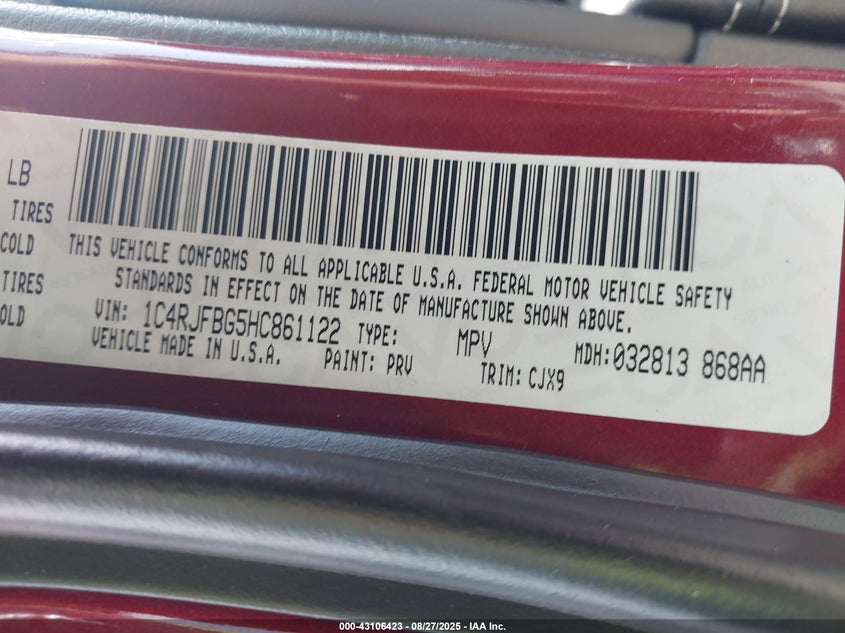 LB
TIRES
COLD
TIRES
OLD
THIS VEHICLE CONFORMS TO ALL APPLICABLE U.S.A. FEDERAL MOTOR VEHICLE SAFETY
STANDARDS IN EFFECT ON THE DATE OF MANUFACTURE SHOWN ABOVE.
VIN: 1C4RJFBG5HC861122 TYPE: MPV MDH:032813 868AA
VEHICLE MADE IN U.S.A. PAINT: PRV TRIM: CJX9
000-43106423 - 08/27/2025 - IAA Inc.